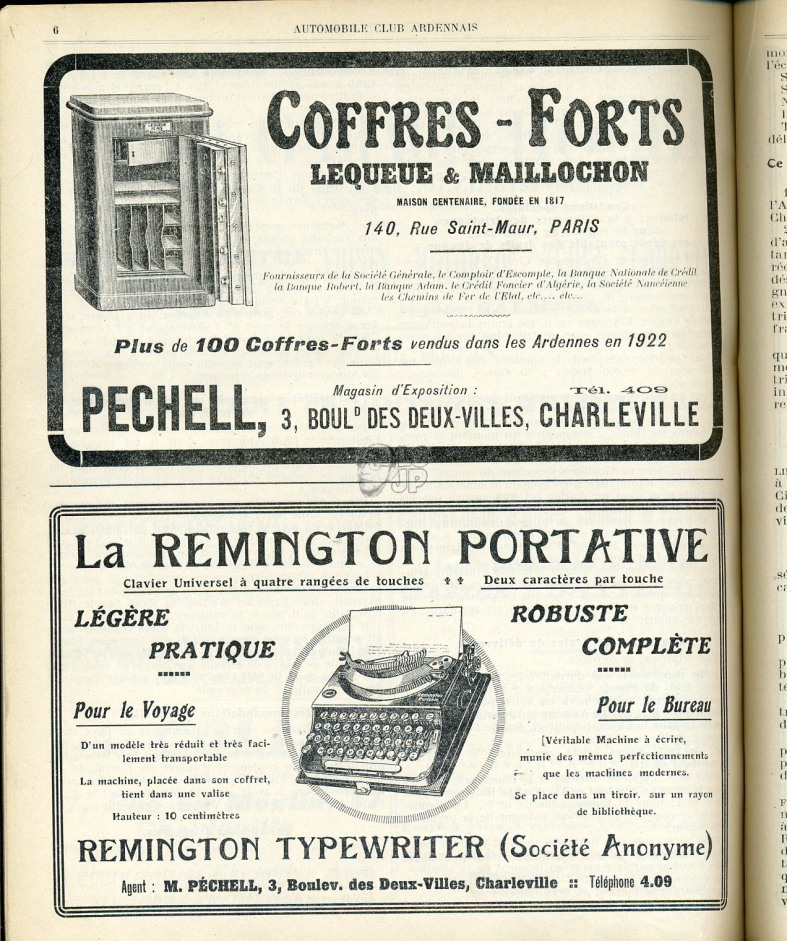 6
AUTOMOBILE CLUB ARDENNAIS
COFFRES - FORTS
LEQUEUE & MAILLOCHON
MAISON CENTENAIRE, FONDÉE EN 1817
140, Rue Saint-Maur, PARIS
Fournisseurs de la Société Générale, le Comptoir d'Escompte, la Banque Nationale de Crédit
la Banque Robert, la Banque Adam, le Crédit Foncier d'Algérie, la Société Nancéienne
les Chemins de Fer de l'Etat, etc..., etc...
Plus de 100 Coffres-Forts vendus dans les Ardennes en 1922
Magasin d'Exposition :
Tél. 409
PECHELL, 3, BOULD DES DEUX-VILLES, CHARLEVILLE
JP
La REMINGTON PORTATIVE
Clavier Universel à quatre rangées de touches
Deux caractères par touche
LÉGÈRE
PRATIQUE
ROBUSTE
COMPLÈTE
Pour le Voyage
D'un modèle très réduit et très faci-
lement transportable
La machine, placée dans son coffret,
tient dans une valise
Hauteur : 10 centimètres
Pour le Bureau
[Véritable Machine à écrire,
munie des mêmes perfectionnements
que les machines modernes.
Se place dans un tiroir. sur un rayon
de bibliothèque.
REMINGTON TYPEWRITER (Société Anonyme)
Agent : M. PÉCHELL, 3, Boulev. des Deux-Villes, Charleville :: Téléphone 4.09